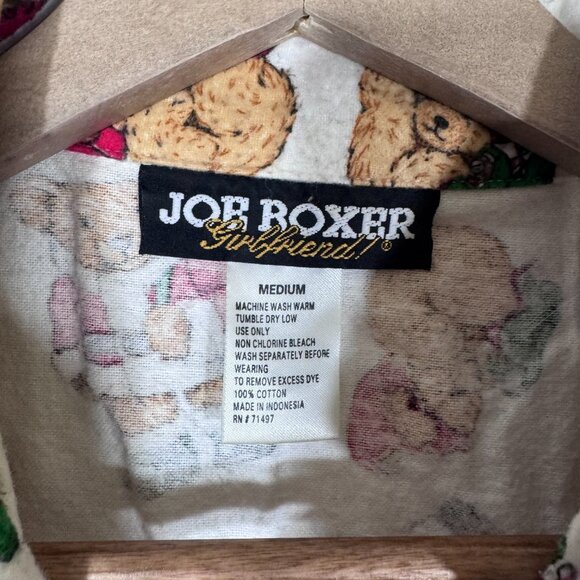 JOE BOXER
Girlfriend!®
MEDIUM
MACHINE WASH WARM
TUMBLE DRY LOW
USE ONLY
NON CHLORINE BLEACH
WASH SEPARATELY BEFORE
WEARING
TO REMOVE EXCESS DYE
100% COTTON
MADE IN INDONESIA
RN # 71497